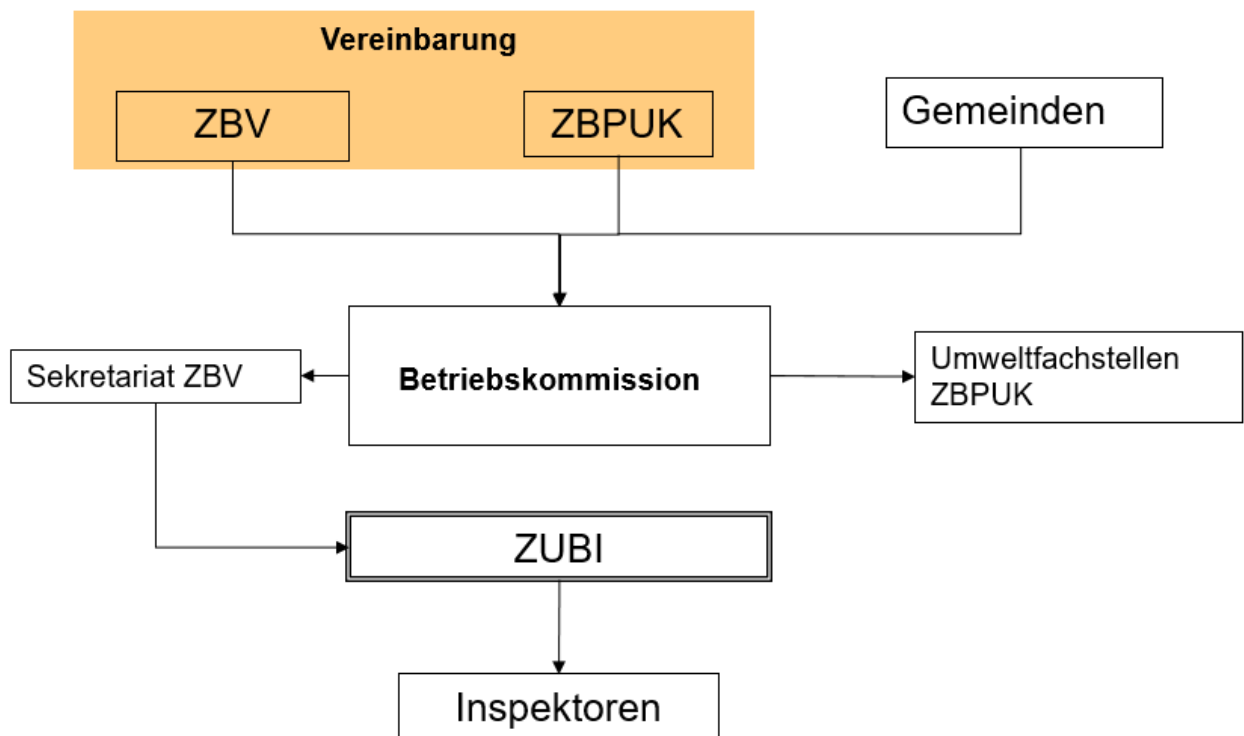 Vereinbarung
ZBV
ZBPUK
Gemeinden
Sekretariat ZBV
Betriebskommission
Umweltfachstellen
ZBPUK
ZUBI
Inspektoren